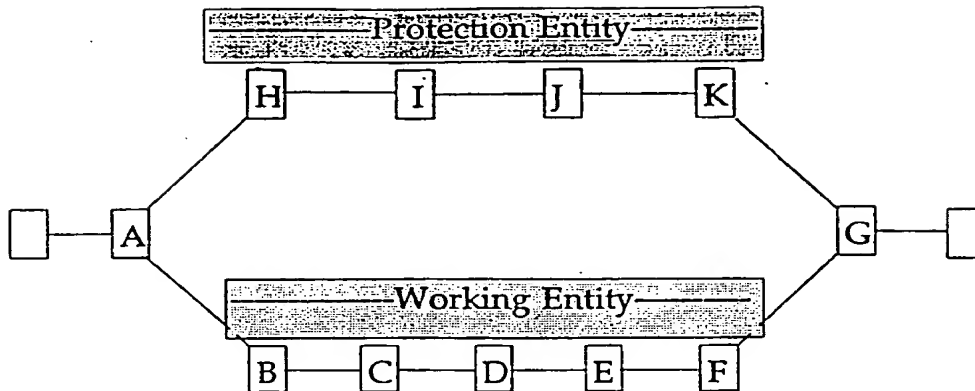 Protection Entity
H I J K
A G
Working Entity
B C D E F